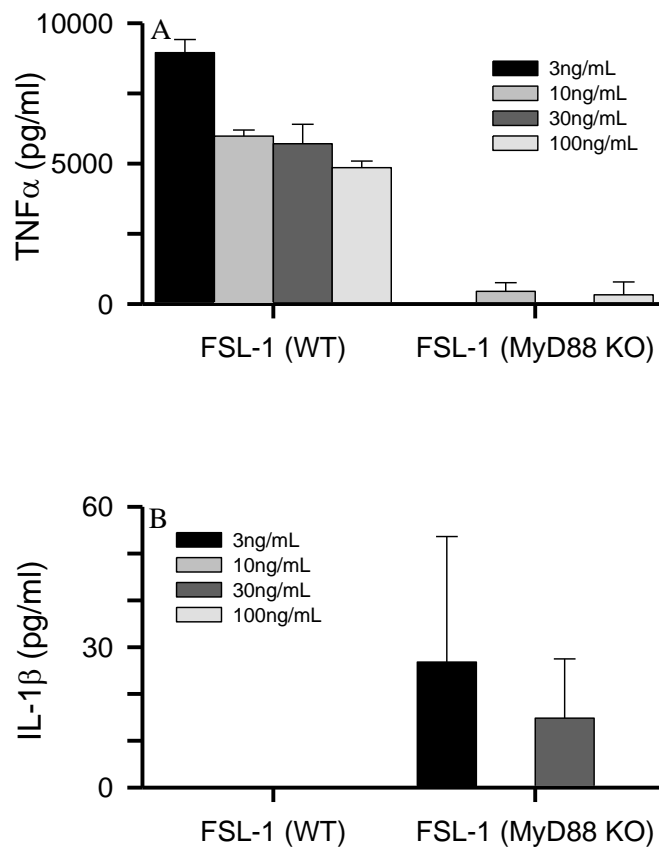 A
10000
5000
0
TNFα (pg/ml)
3ng/mL
10ng/mL
30ng/mL
100ng/mL
FSL-1 (WT)
FSL-1 (MyD88 KO)
B
60
30
0
IL-1β (pg/ml)
3ng/mL
10ng/mL
30ng/mL
100ng/mL
FSL-1 (WT)
FSL-1 (MyD88 KO)